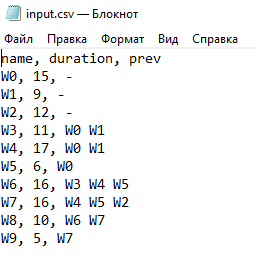 input.csv — Блокнот
Файл Правка Формат Вид Справка
name, duration, prev
W0, 15, -
W1, 9, -
W2, 12, -
W3, 11, W0 W1
W4, 17, W0 W1
W5, 6, W0
W6, 16, W3 W4 W5
W7, 16, W4 W5 W2
W8, 10, W6 W7
W9, 5, W7